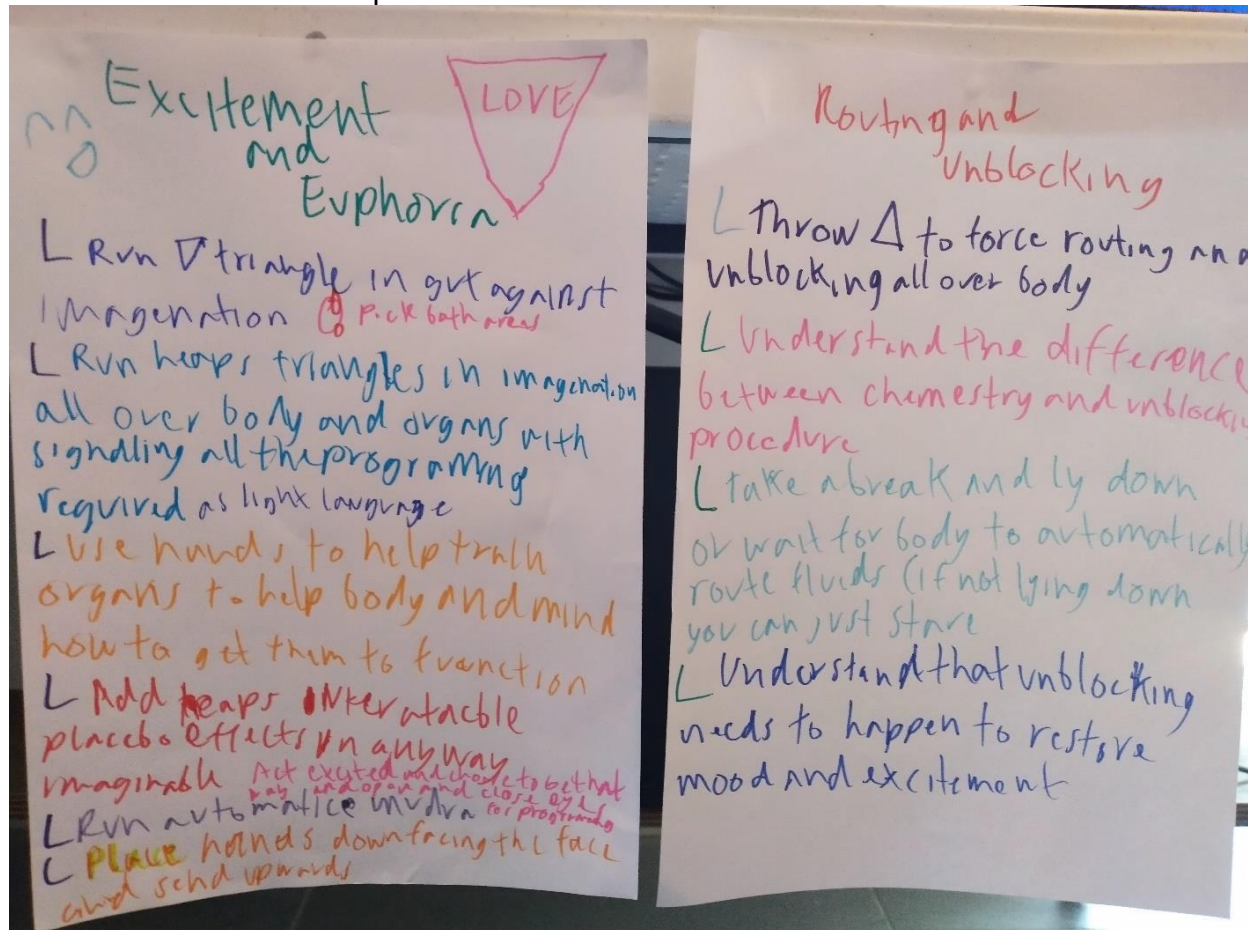 Excitement
and
Euphoria
LOVE
L Run ▽ triangle in gut against
imagenation Pick both areas
L Run heaps triangles in imagenation
all over body and organs with
signalling all the programing
required as light language
L Use hands to help train
organs to help body and mind
how to get them to function
L Add heaps
placebo effects in any way
imaginable Act excited and choose to be that
way and open and close eyes
L Run automatice mudra for programing
L Place hands down facing the face
and send upwards
Routing and
Unblocking
L Throw △ to force routing and
unblocking all over body
L Understand the difference
between chemestry and
procedure
L take a break and ly down
or wait for body to automatically
route fluids (if not lying down
you can just stare
L Understand that unblocking
needs to happen to restore
mood and excitement